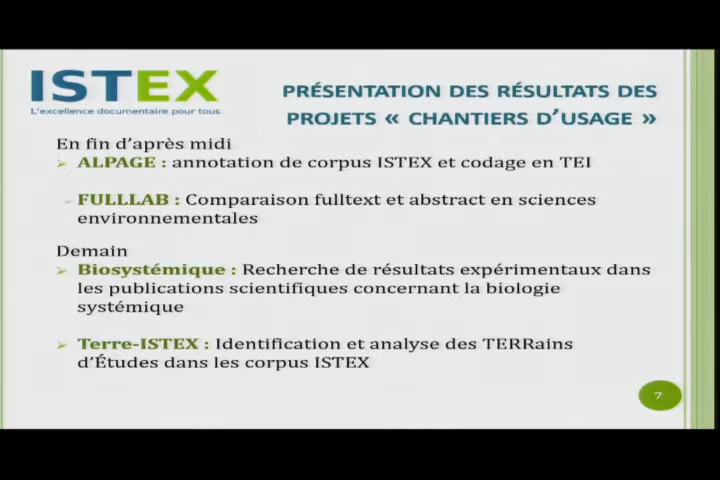 ISTEX
L'excellence documentaire pour tous
PRÉSENTATION DES RÉSULTATS DES
PROJETS « CHANTIERS D'USAGE »
En fin d'après midi
ALPAGE : annotation de corpus ISTEX et codage en TEI
FULLLAB : Comparaison fulltext et abstract en sciences
environnementales
Demain
Biosystémique : Recherche de résultats expérimentaux dans
les publications scientifiques concernant la biologie
systémique
Terre-ISTEX : Identification et analyse des TERRains
d'Études dans les corpus ISTEX
7